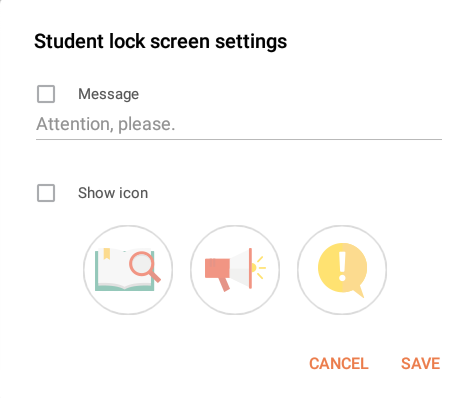 Student lock screen settings
Message
Attention, please.
Show icon
CANCEL SAVE